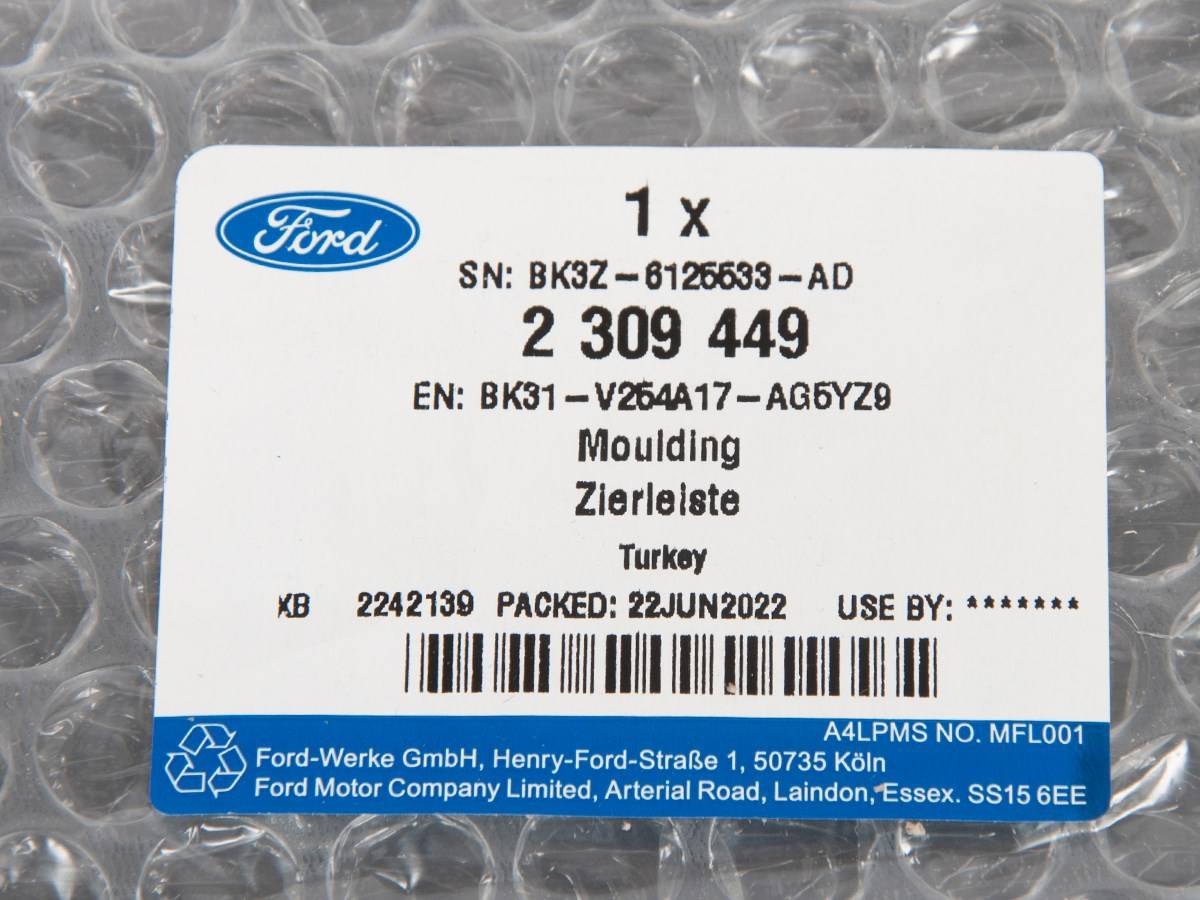 Ford
1 x
SN: BK3Z-6125533-AD
2 309 449
EN: BK31-V254A17-AG5YZ9
Moulding
Zierleiste
Turkey
XB 2242139 PACKED: 22JUN2022 USE BY: *******
A4LPMS NO. MFL001
Ford-Werke GmbH, Henry-Ford-Straße 1, 50735 Köln
Ford Motor Company Limited, Arterial Road, Laindon, Essex. SS15 6EE